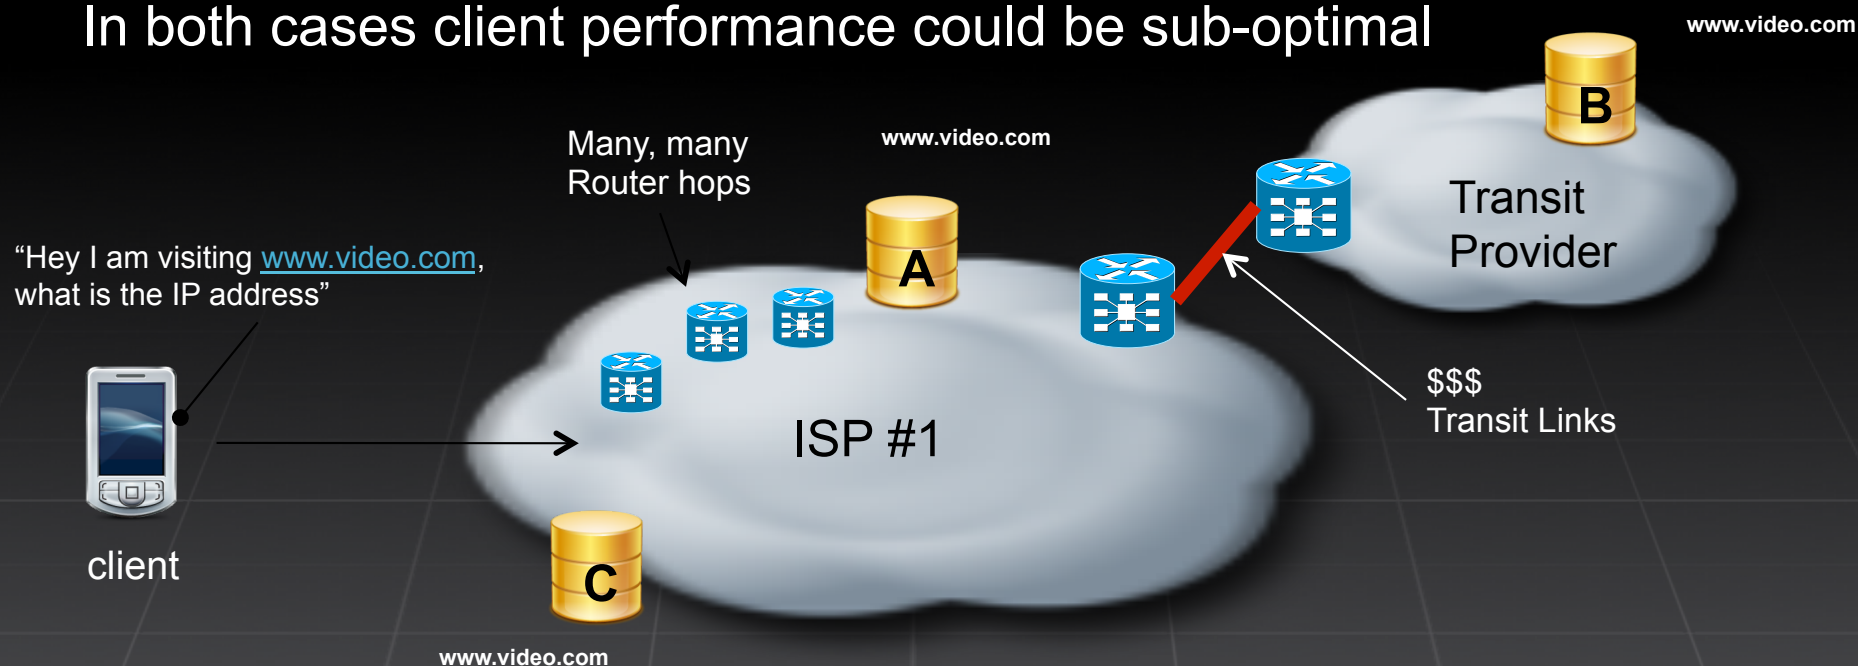 In both cases client performance could be sub-optimal
www.video.com
B
Many, many
Router hops
www.video.com
Transit
Provider
“Hey I am visiting www.video.com,
what is the IP address”
A
$$$
Transit Links
ISP #1
client
C
www.video.com